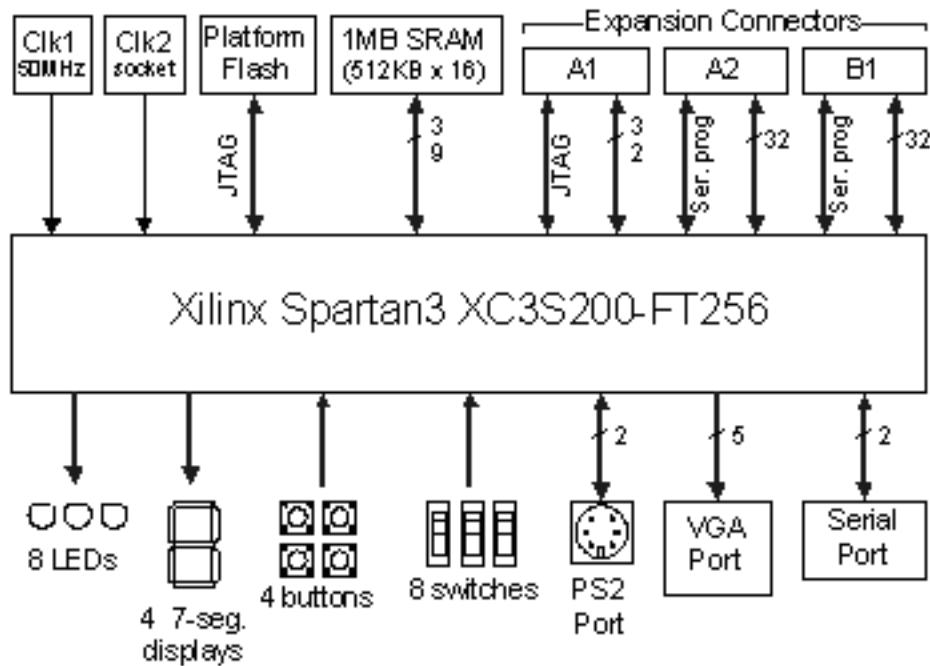 Expansion Connectors
Clk1
50MHz
Clk2
socket
Platform
Flash
1MB SRAM
(512KB x 16)
A1
A2
B1
JTAG
3
9
JTAG
3
2
Ser. prog
32
Ser. prog
32
Xilinx Spartan3 XC3S200-FT256
2
5
2
8 LEDs
4 7-seg.
displays
4 buttons
8 switches
PS2
Port
VGA
Port
Serial
Port